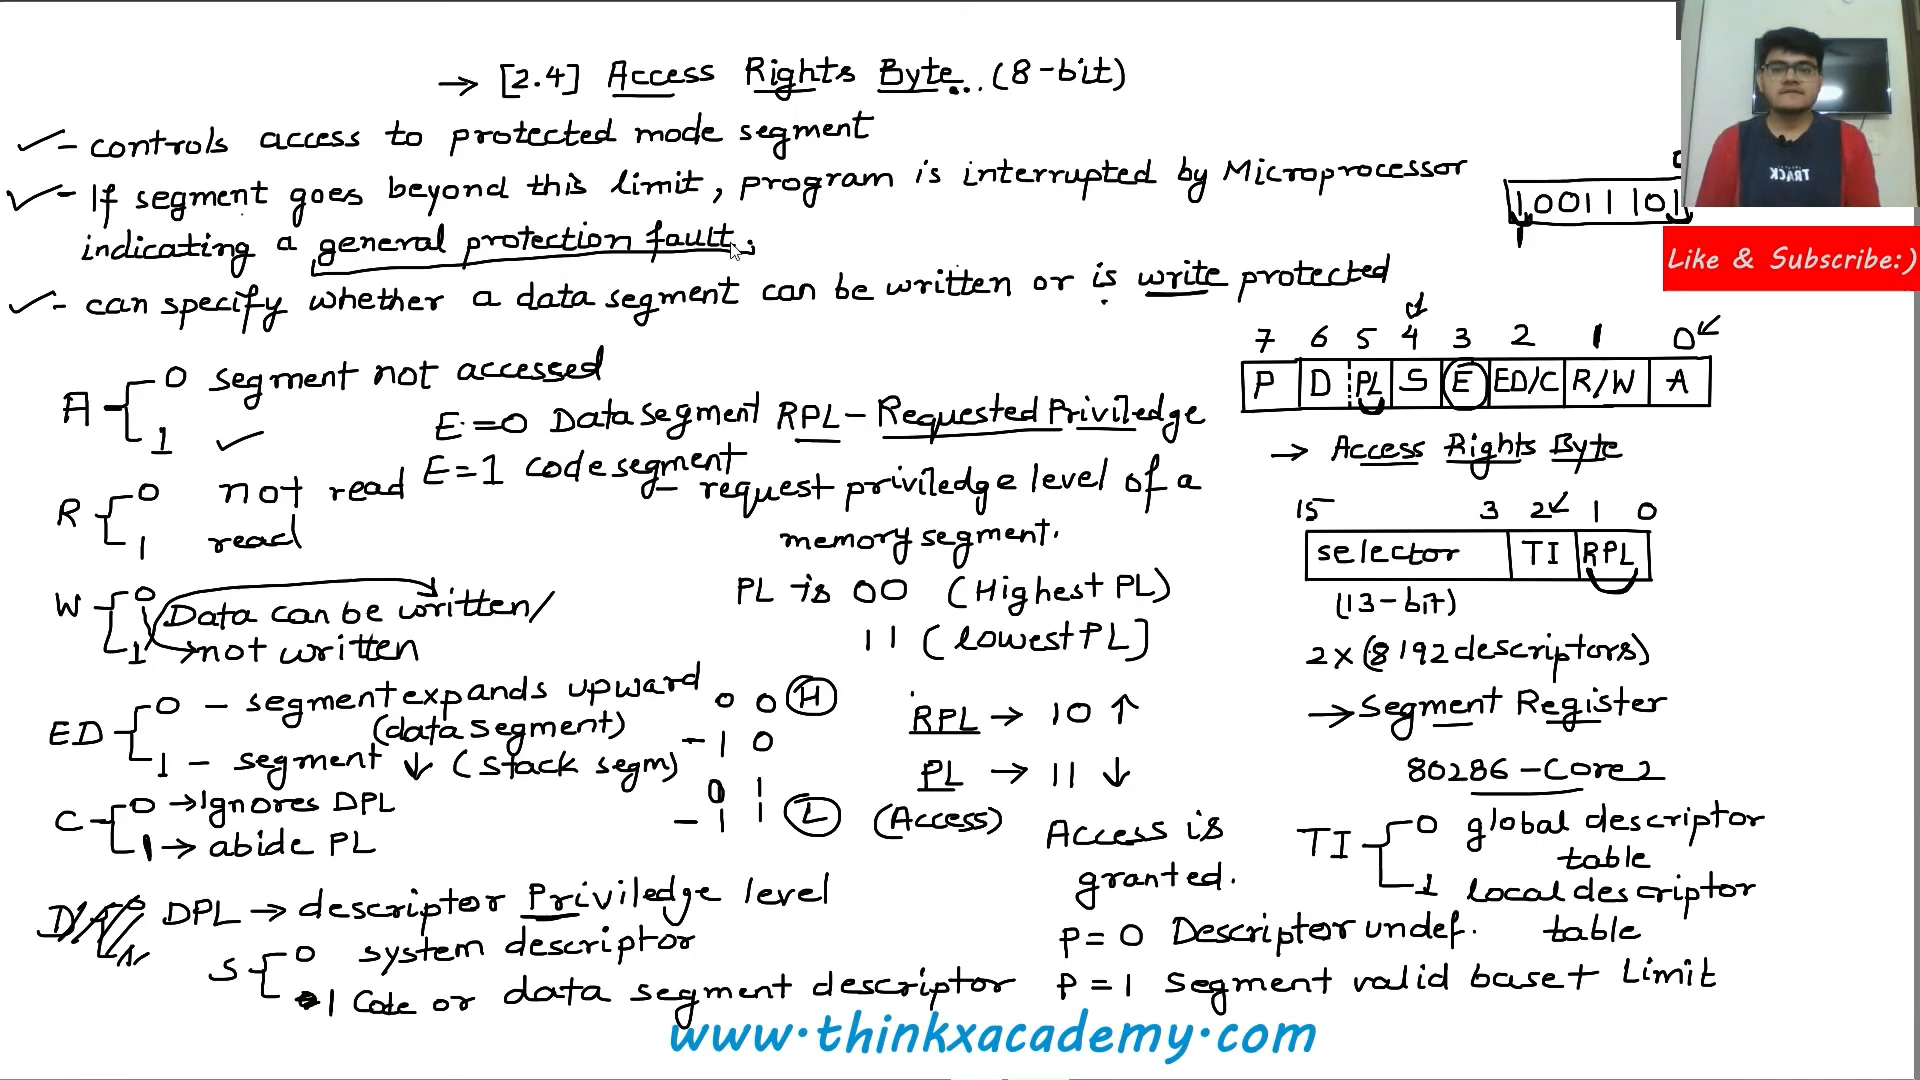 → [2.4] Access Rights Byte... (8-bit)
- controls access to protected mode segment
- If segment goes beyond this limit, program is interrupted by Microprocessor
indicating a general protection fault.
- can specify whether a data segment can be written or is write protected
10011101
Like & Subscribe:)
7 6 5 4 3 2 1 0
P D PL S E ED/C R/W A
→ Access Rights Byte
A 0 segment not accessed
1 ✓
E=0 Data segment
E=1 code segment
R 0 not read
1 read
W 0 Data can be written/
1 → not written
ED 0 - segment expands upward
(data segment)
1 - segment ↓ (stack segm)
C 0 → Ignores DPL
1 → abide PL
DPL → descriptor Priviledge level
S 0 system descriptor
1 Code or data segment descriptor
RPL - Requested Priviledge
- request priviledge level of a
memory segment.
PL is 00 (Highest PL)
11 (lowest PL]
0 0 H
- 1 0
0 1
- 1 1 L (Access)
RPL → 10 ↑
PL → 11 ↓
Access is
granted.
15 3 2 1 0
selector TI RPL
(13-bit)
2 x (8192 descriptors)
→ Segment Register
80286 - Core 2
TI 0 global descriptor
table
1 local descriptor
table
P = 0 Descriptor undef.
P = 1 Segment valid base + Limit
TRACK
www.thinkxacademy.com